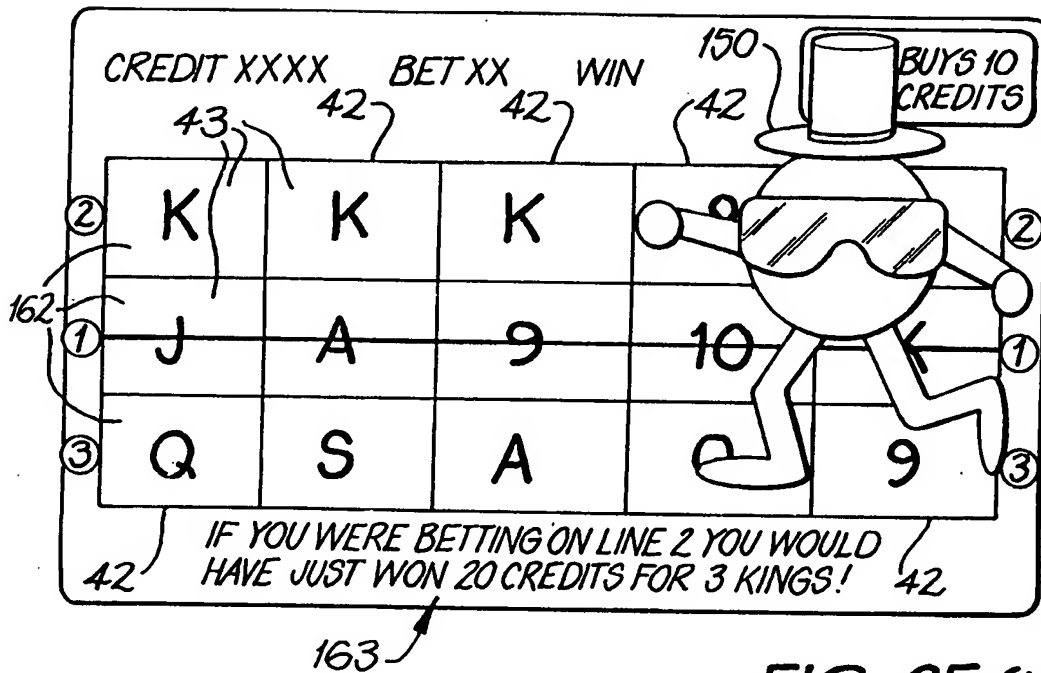 150
BUYS 10
CREDITS
CREDIT XXXX BET XX WIN
42 42 42
43
2 K K K 2
162
1 J A 9 10 K 1
3 Q S A 9 3
IF YOU WERE BETTING ON LINE 2 YOU WOULD
HAVE JUST WON 20 CREDITS FOR 3 KINGS!
42 42
163